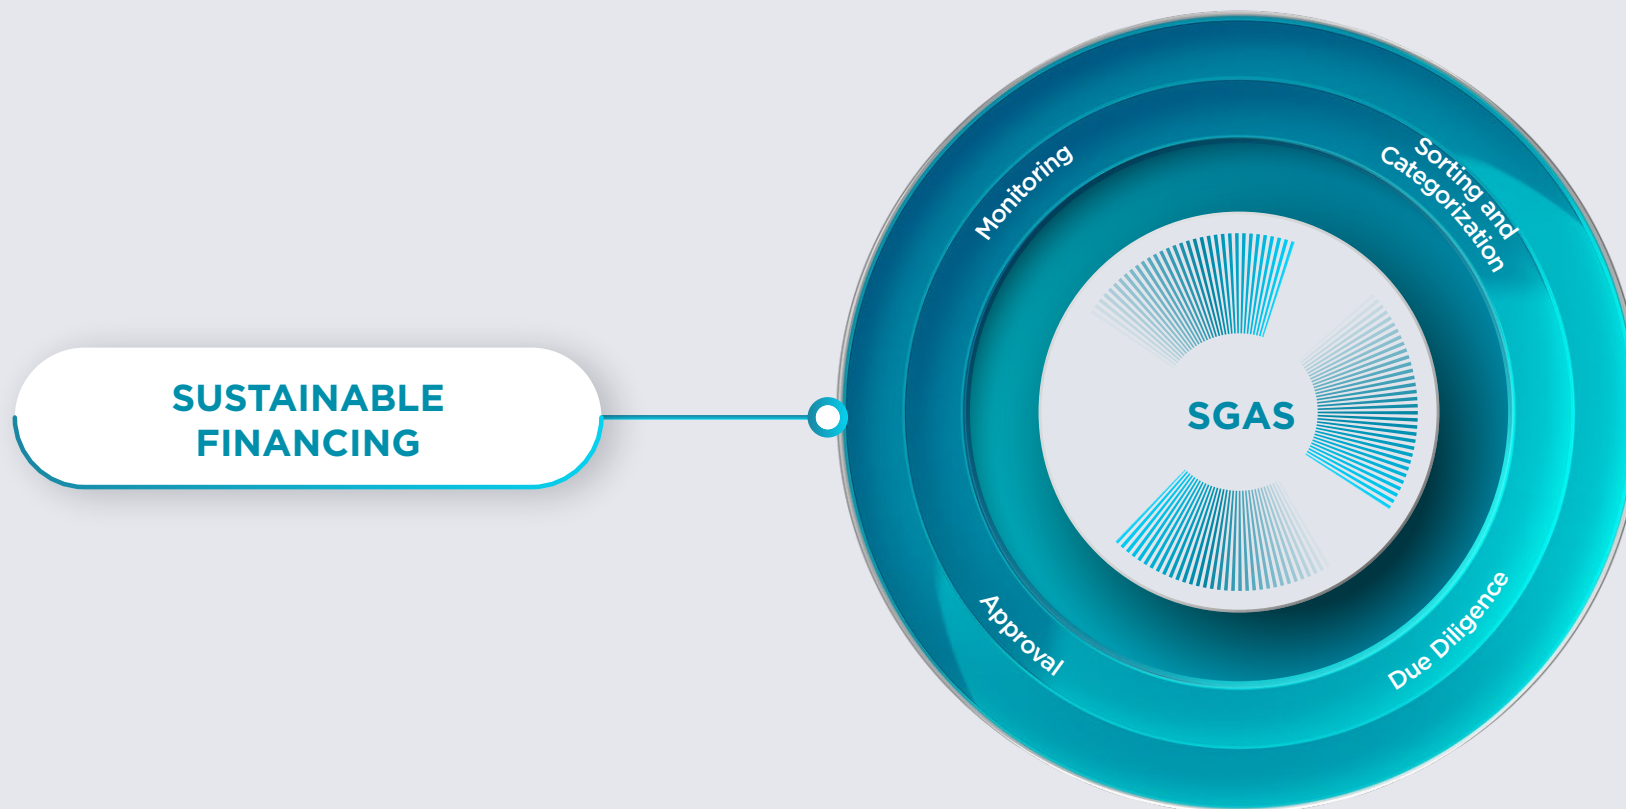 SUSTAINABLE
FINANCING
Monitoring
Sorting and
Categorization
SGAS
Approval
Due Diligence